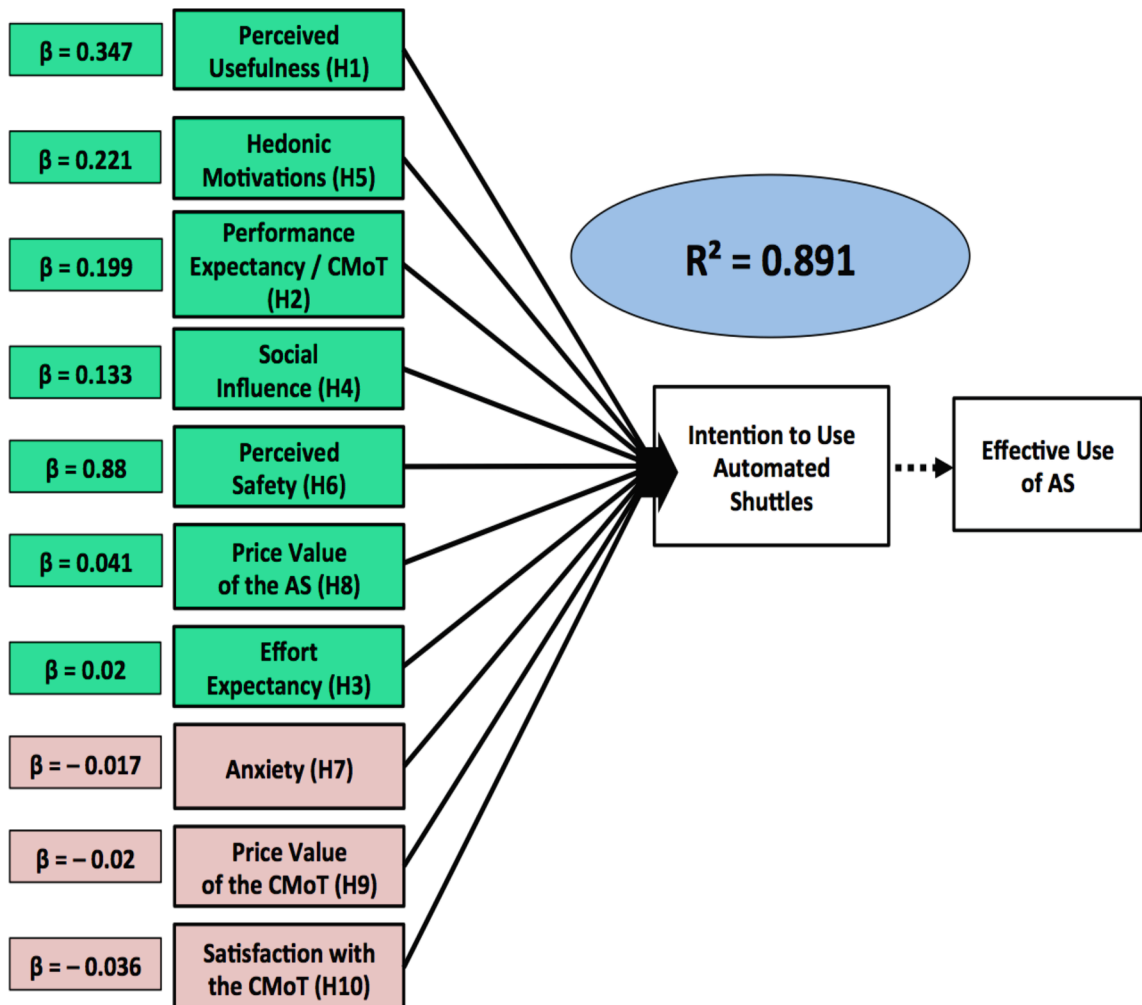 β = 0.347
Perceived
Usefulness (H1)
β = 0.221
Hedonic
Motivations (H5)
β = 0.199
Performance
Expectancy / CMoT
(H2)
β = 0.133
Social
Influence (H4)
β = 0.88
Perceived
Safety (H6)
β = 0.041
Price Value
of the AS (H8)
β = 0.02
Effort
Expectancy (H3)
β = – 0.017
Anxiety (H7)
β = – 0.02
Price Value
of the CMoT (H9)
β = – 0.036
Satisfaction with
the CMoT (H10)
R² = 0.891
Intention to Use
Automated
Shuttles
Effective Use
of AS